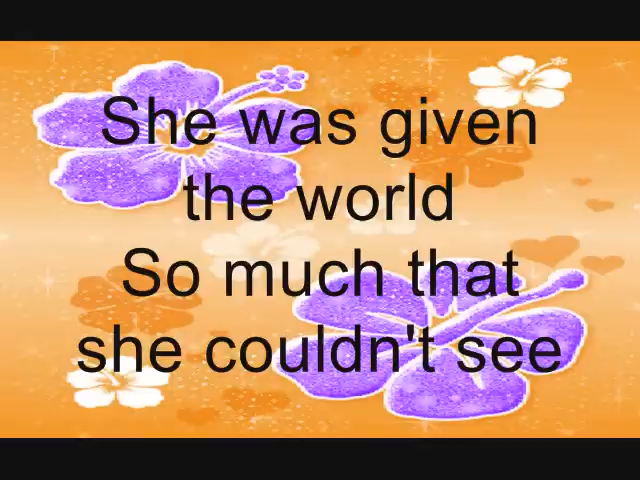 She was given
the world
So much that
she couldn't see